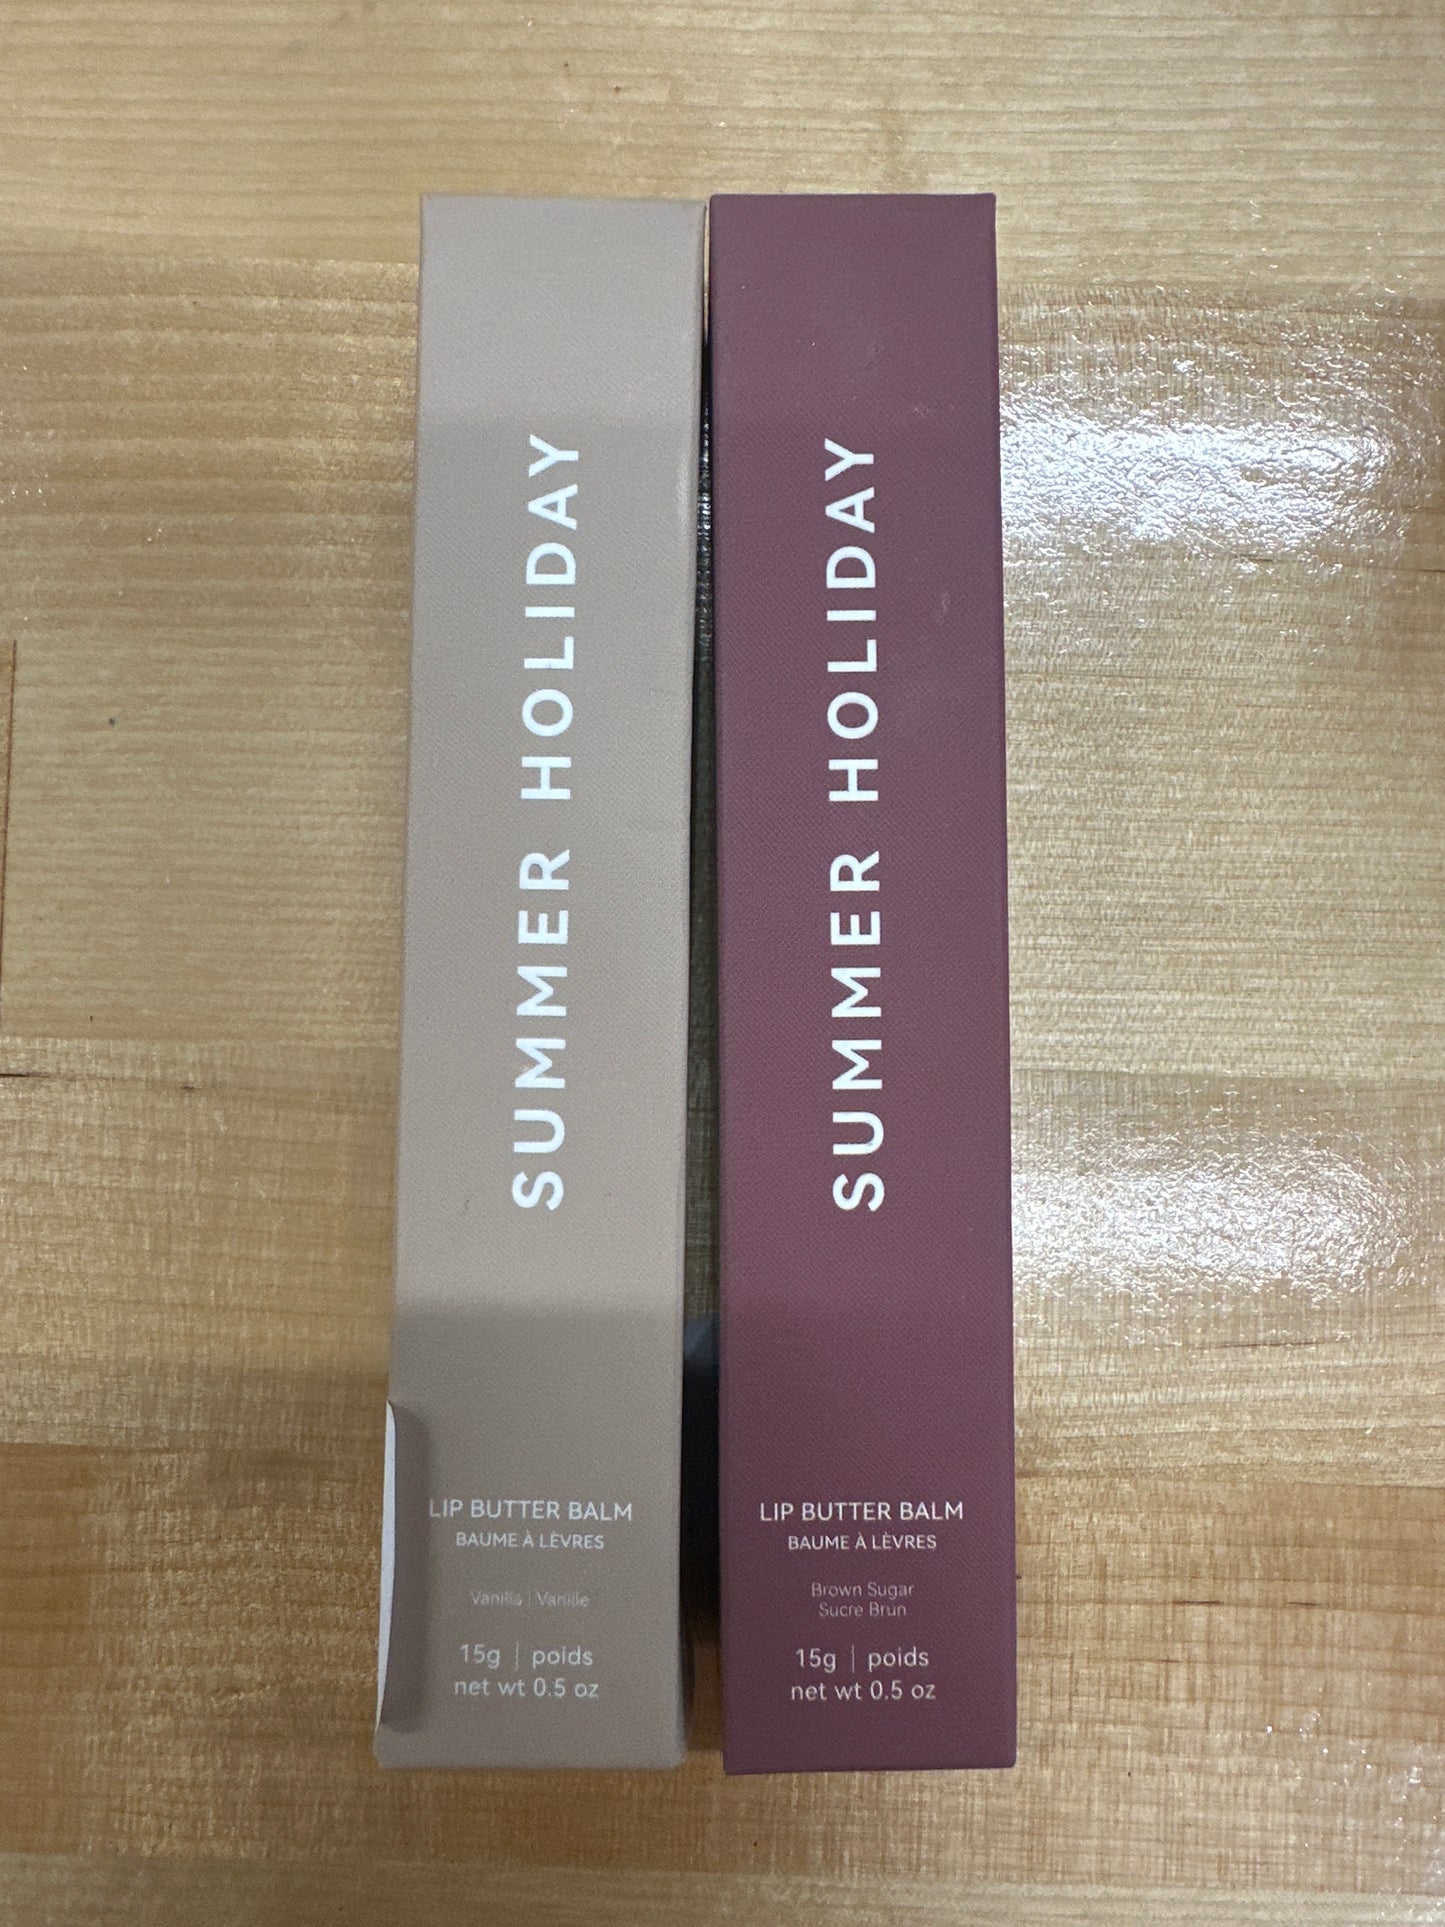 SUMMER HOLIDAY
LIP BUTTER BALM
BAUME À LÈVRES
Vanilla | Vanille
15g | poids
net wt 0.5 oz
SUMMER HOLIDAY
LIP BUTTER BALM
BAUME À LÈVRES
Brown Sugar
Sucre Brun
15g | poids
net wt 0.5 oz